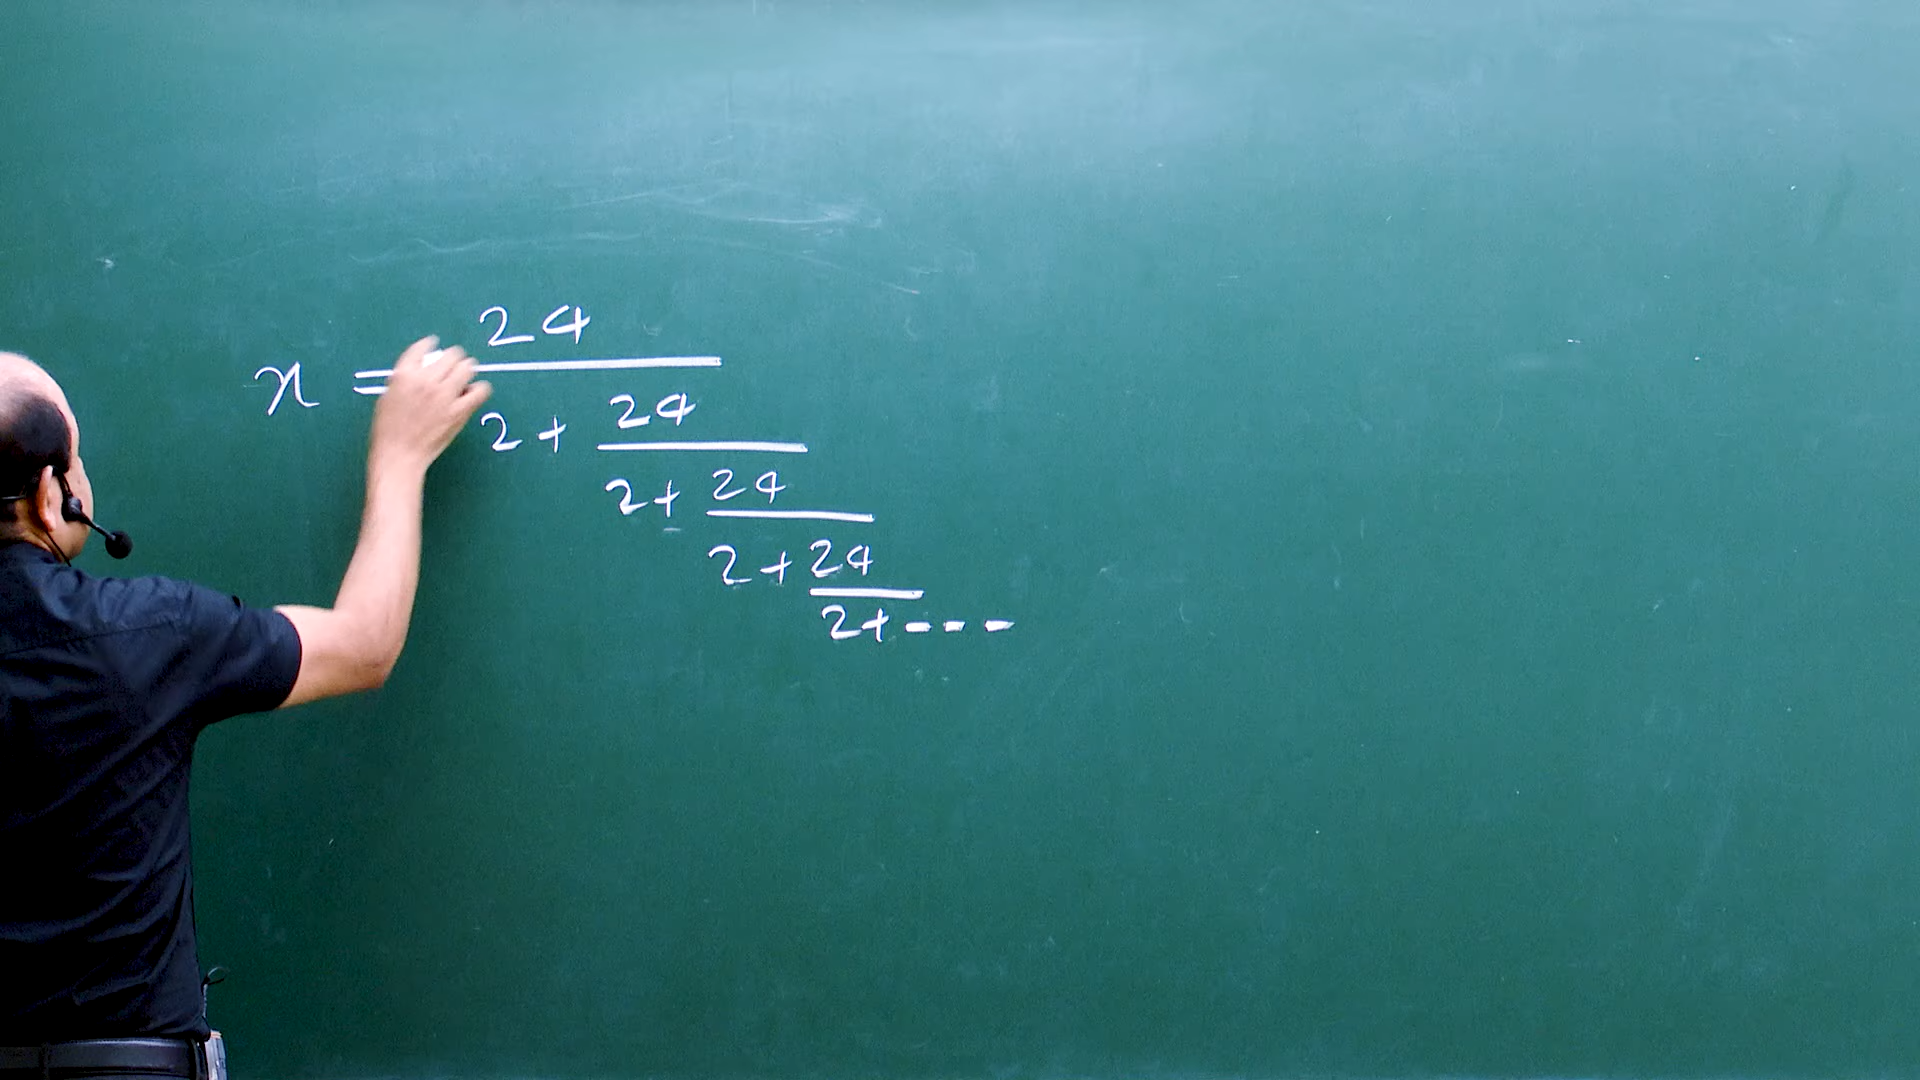 24
x =
2 + 24
2 + 24
2 + 24
2 + - - -